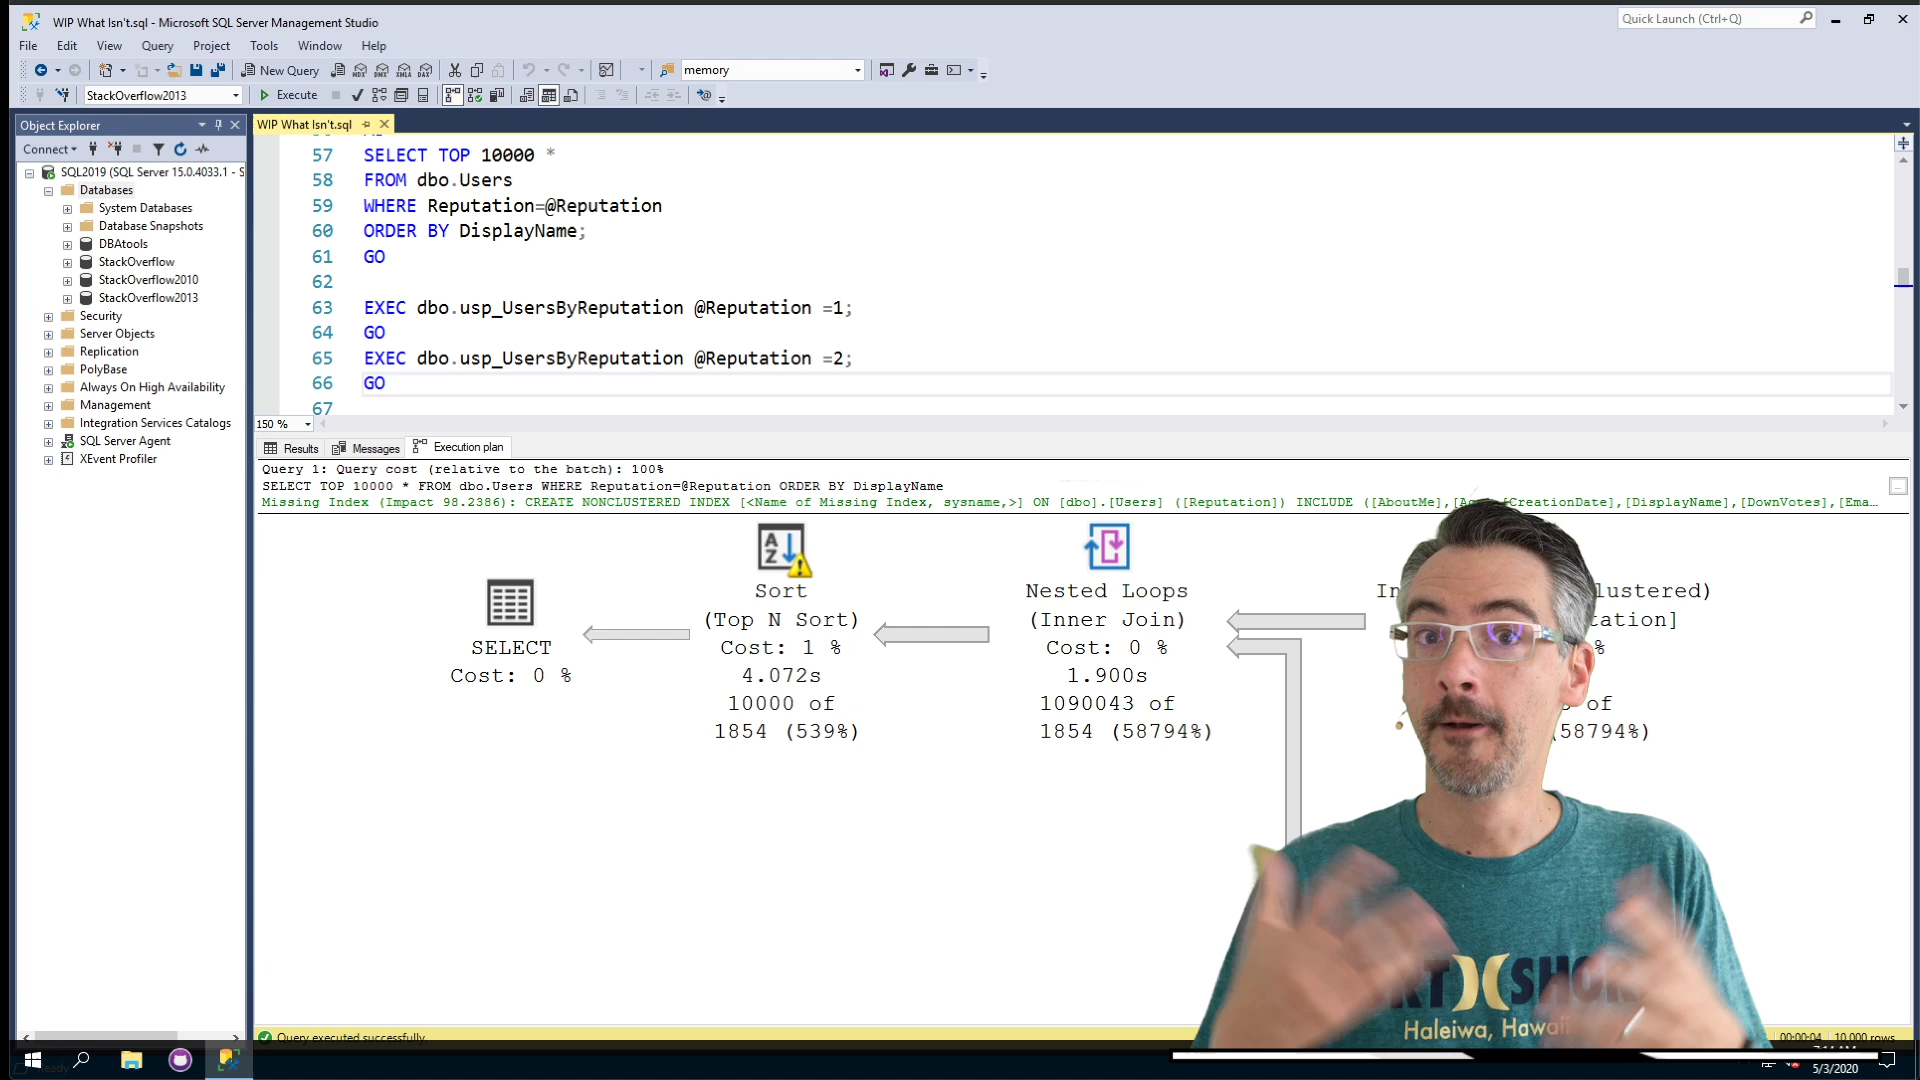 WIP What Isn't.sql - Microsoft SQL Server Management Studio
Quick Launch (Ctrl+Q)
File Edit View Query Project Tools Window Help
New Query
MDX DMX XMLA DAX
memory
StackOverflow2013
Execute
Object Explorer
WIP What Isn't.sql
Connect
SQL2019 (SQL Server 15.0.4033.1 - S
Databases
System Databases
Database Snapshots
DBAtools
StackOverflow
StackOverflow2010
StackOverflow2013
Security
Server Objects
Replication
PolyBase
Always On High Availability
Management
Integration Services Catalogs
SQL Server Agent
XEvent Profiler
57 SELECT TOP 10000 *
58 FROM dbo.Users
59 WHERE Reputation=@Reputation
60 ORDER BY DisplayName;
61 GO
62
63 EXEC dbo.usp_UsersByReputation @Reputation =1;
64 GO
65 EXEC dbo.usp_UsersByReputation @Reputation =2;
66 GO
67
150 %
Results Messages Execution plan
Query 1: Query cost (relative to the batch): 100%
SELECT TOP 10000 * FROM dbo.Users WHERE Reputation=@Reputation ORDER BY DisplayName
Missing Index (Impact 98.2386): CREATE NONCLUSTERED INDEX [<Name of Missing Index, sysname,>] ON [dbo].[Users] ([Reputation]) INCLUDE ([AboutMe],[Ag [CreationDate],[DisplayName],[DownVotes],[Ema...
SELECT
Cost: 0 %
Sort
(Top N Sort)
Cost: 1 %
4.072s
10000 of
1854 (539%)
Nested Loops
(Inner Join)
Cost: 0 %
1.900s
1090043 of
1854 (58794%)
In lustered)
tation]
%
of
(58794%)
Haleiwa, Hawaii
Query executed successfully.
00:00:04 10,000 rows
Ready
5/3/2020